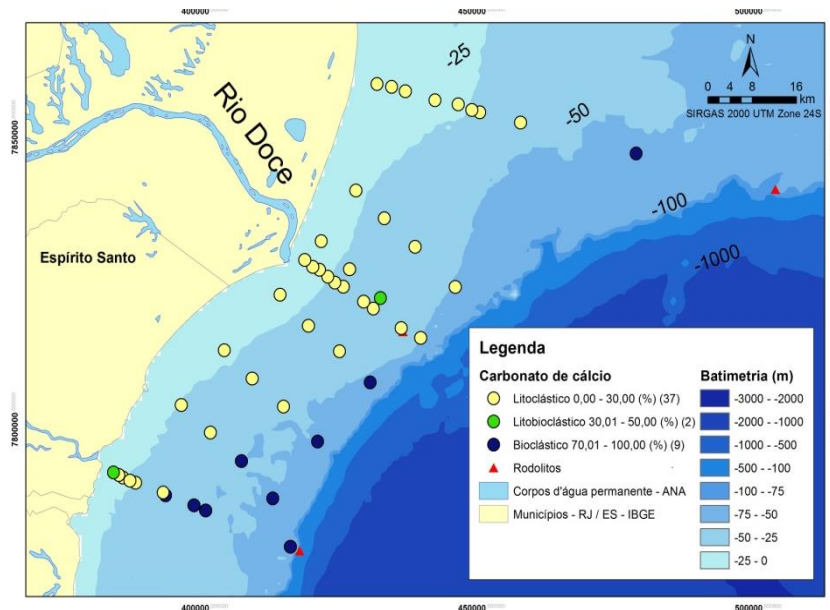 400000 450000 500000
-25
N
0 4 8 16
km
SIRGAS 2000 UTM Zone 24S
-50
Rio Doce
7850000
-100
Espírito Santo
-1000
Legenda
Carbonato de cálcio
Litoclástico 0,00 - 30,00 (%) (37)
Litobioclástico 30,01 - 50,00 (%) (2)
Bioclástico 70,01 - 100,00 (%) (9)
Rodolitos
Corpos d'água permanente - ANA
Municípios - RJ / ES - IBGE
Batimetria (m)
-3000 - -2000
-2000 - -1000
-1000 - -500
-500 - -100
-100 - -75
-75 - -50
-50 - -25
-25 - 0
7800000
400000 450000 500000